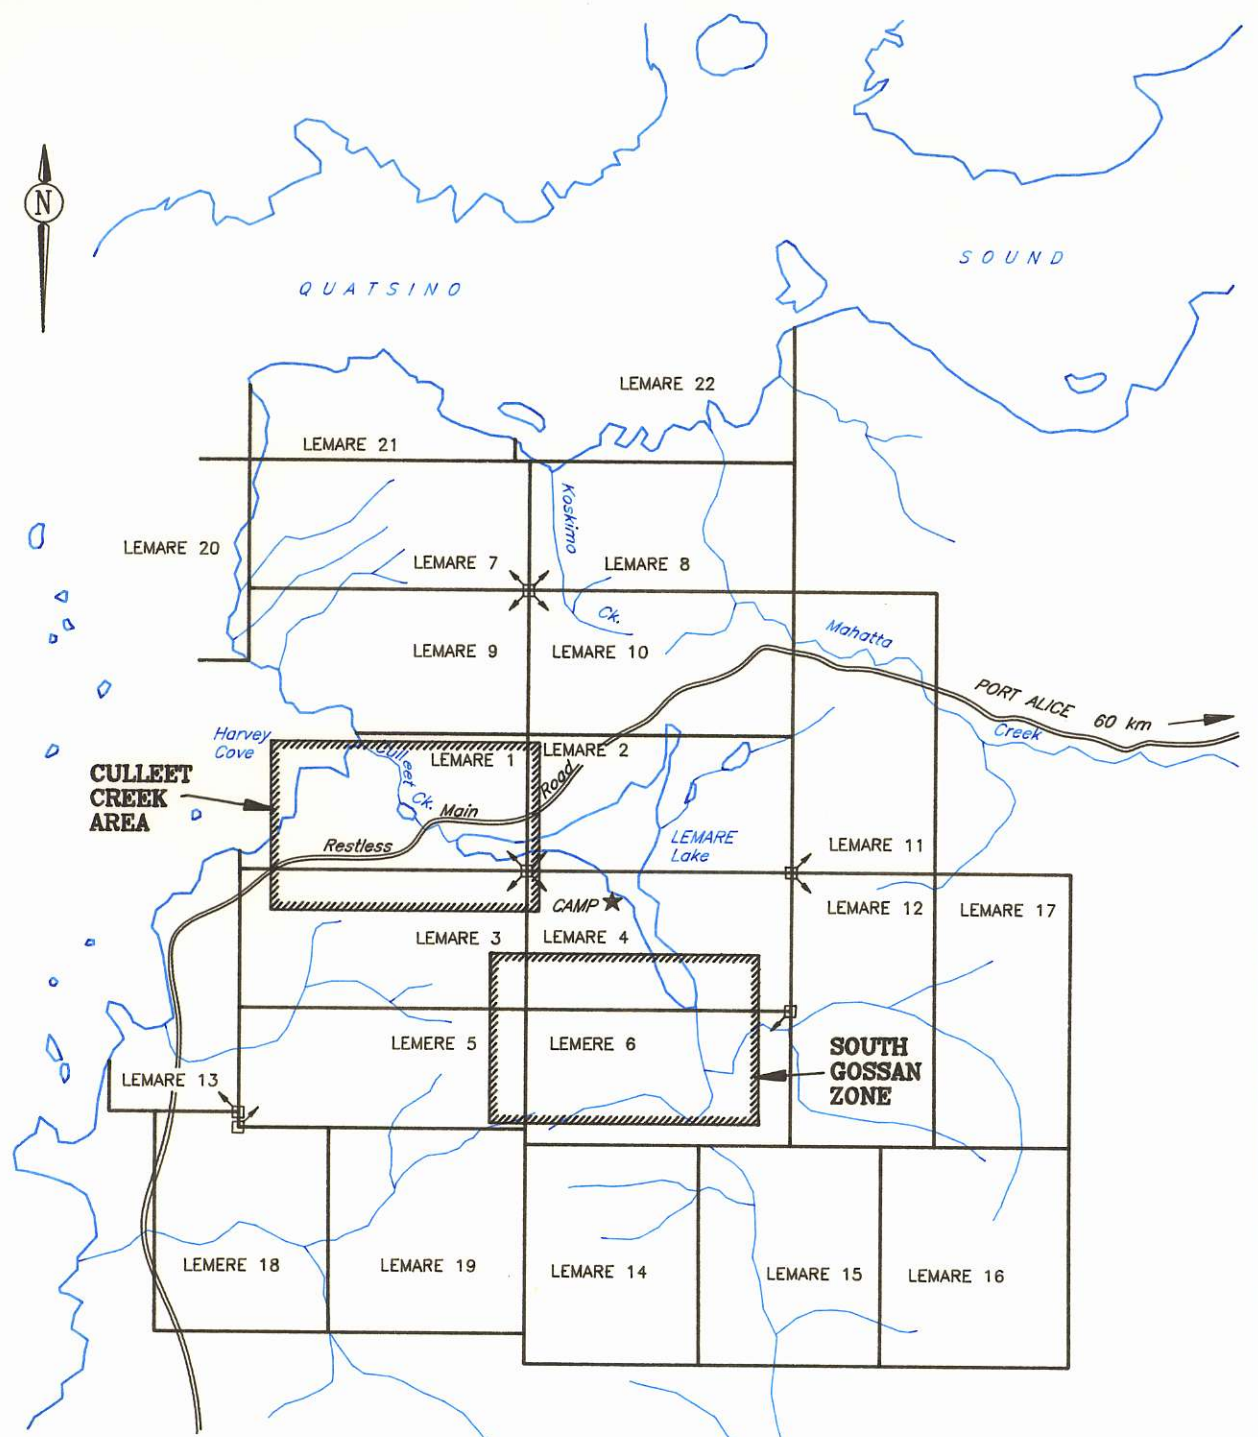 N
SOUND
QUATSINO
LEMARE 22
LEMARE 21
Koskimo
LEMARE 20
LEMARE 7
LEMARE 8
Ck.
Mahatta
LEMARE 9
LEMARE 10
PORT ALICE 60 km
Creek
Harvey
Cove
Culleet
Ck.
LEMARE 1
LEMARE 2
CULLEET
CREEK
AREA
Restless
Main
Road
LEMARE
Lake
LEMARE 11
CAMP
LEMARE 12
LEMARE 17
LEMARE 3
LEMARE 4
LEMERE 5
LEMERE 6
SOUTH
GOSSAN
ZONE
LEMARE 13
LEMERE 18
LEMARE 19
LEMARE 14
LEMARE 15
LEMARE 16